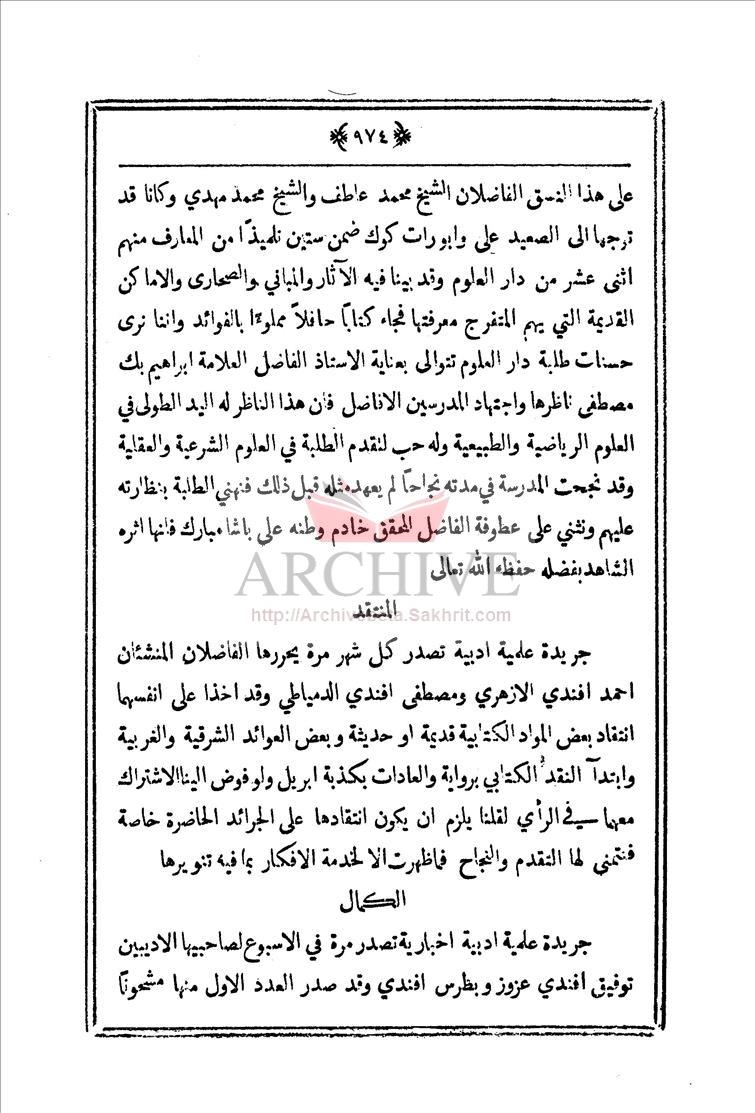 ﴿٩٧٤﴾
على هذا النسق الفاضلان الشيخ محمد عاطف والشيخ محمد مهدي وكانا قد
ترجها الى الصعيد على وابورات كوك ضمن ستين تلميذًا من المعارف منهم
اثنى عشر من دار العلوم وقد بينا فيه الآثار والمباني والصحارى والاماكن
القديمة التي يهم المتفرج معرفتها فجاء كتابًا حافلاً مملوءًا بالفوائد واننا نرى
حسنات طلبة دار العلوم تتوالى بعناية الاستاذ الفاضل العلامة ابراهيم بك
مصطفى ناظرها واجتهاد المدرسين الافاضل فان هذا الناظر له اليد الطولى في
العلوم الرياضية والطبيعية وله حب لتقدم الطلبة في العلوم الشرعية والعقلية
وقد نجحت المدرسة في مدته نجاحًا لم يعهد مثله قبل ذلك فنهني الطلبة بنظارته
عليهم ونثني على عطوفة الفاضل المحقق خادم وطنه علي باشا مبارك فانها اثره
الشاهد بفضله حفظه الله تعالى
ARCHIVE
http://Archivebeta.Sakhrit.com
المنتقد
جريدة علمية ادبية تصدر كل شهر مرة يحررها الفاضلان المنشئان
احمد افندي الازهري ومصطفى افندي الدمياطي وقد اخذا على انفسهما
انتقاد بعض المواد الكتابية قديمة او حديثة وبعض العوائد الشرقية والغربية
وابتدآ النقد الكتابي برواية والعادات بكذبة ابريل ولو فوض الينا الاشتراك
معهما في الرأي لقلنا يلزم ان يكون انتقادها على الجرائد الحاضرة خاصة
فنتمنى لها التقدم والنجاح فما ظهرت الا لخدمة الافكار بما فيه تنويرها
الكمال
جريدة علمية ادبية اخبارية تصدر مرة في الاسبوع لصاحبيها الاديبين
توفيق افندي عزوز وبطرس افندي وقد صدر العدد الاول منها مشحونًا